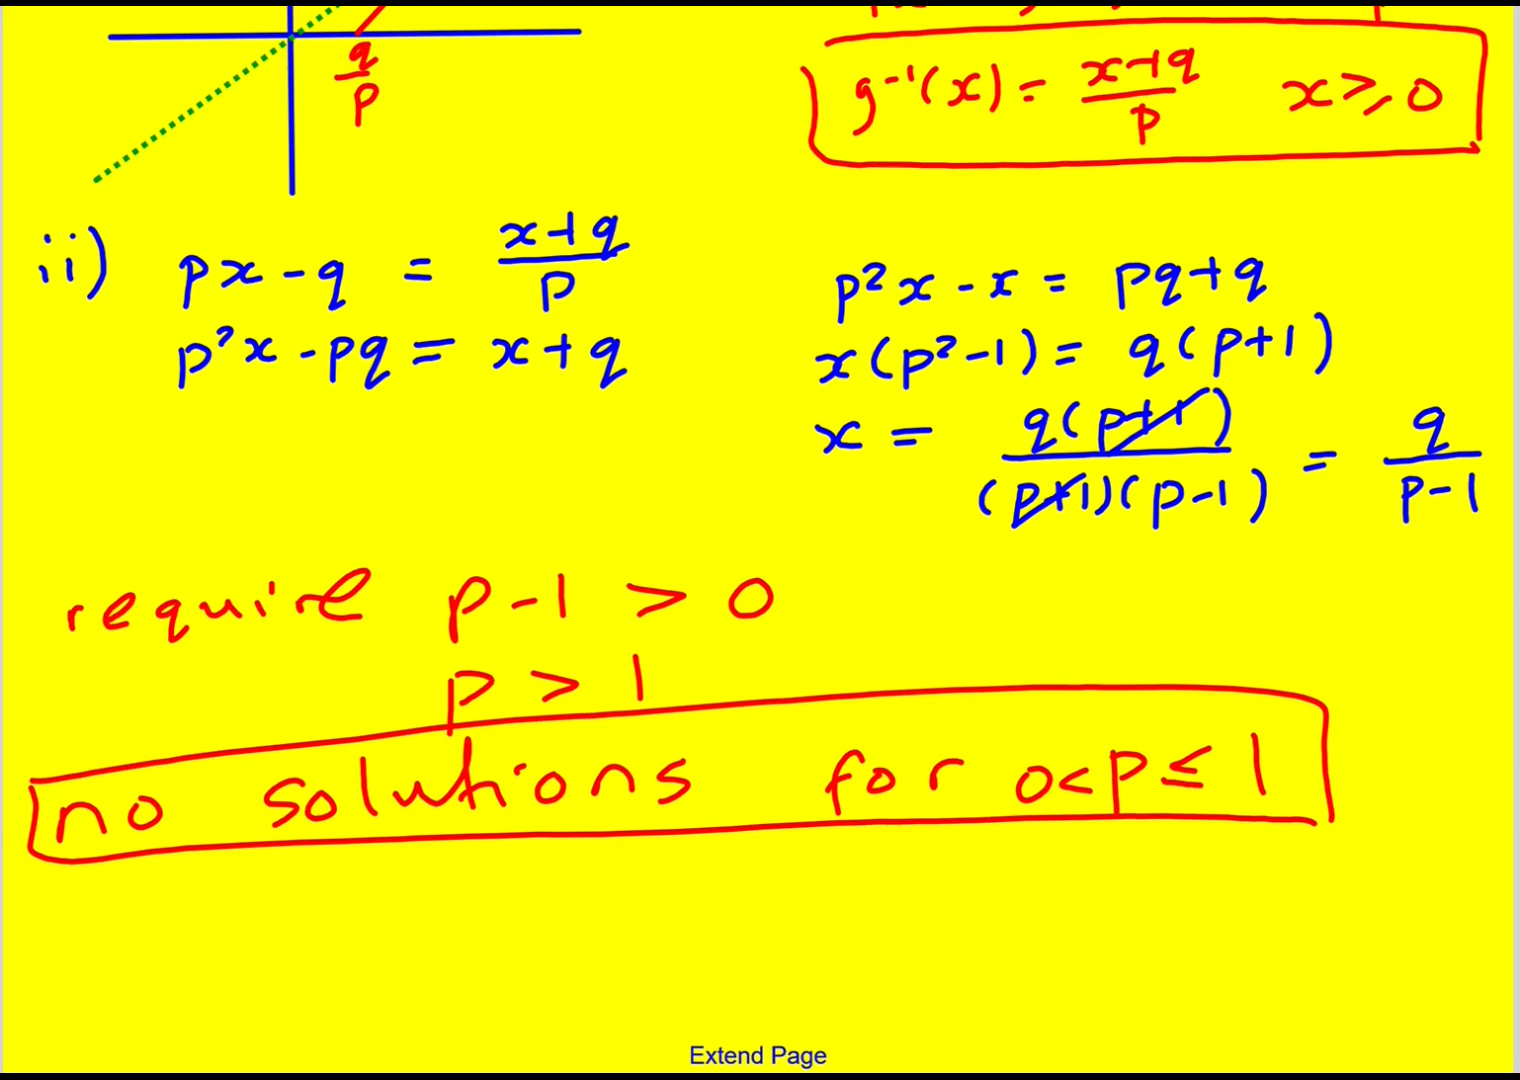 q/p
g⁻¹(x) = (x+q)/p x ≥ 0
ii) px - q = (x+q)/p
p²x - pq = x + q
p²x - x = pq + q
x(p²-1) = q(p+1)
x = q(p+1)/((p+1)(p-1)) = q/(p-1)
require p-1 > 0
p > 1
no solutions for 0<p≤1
Extend Page